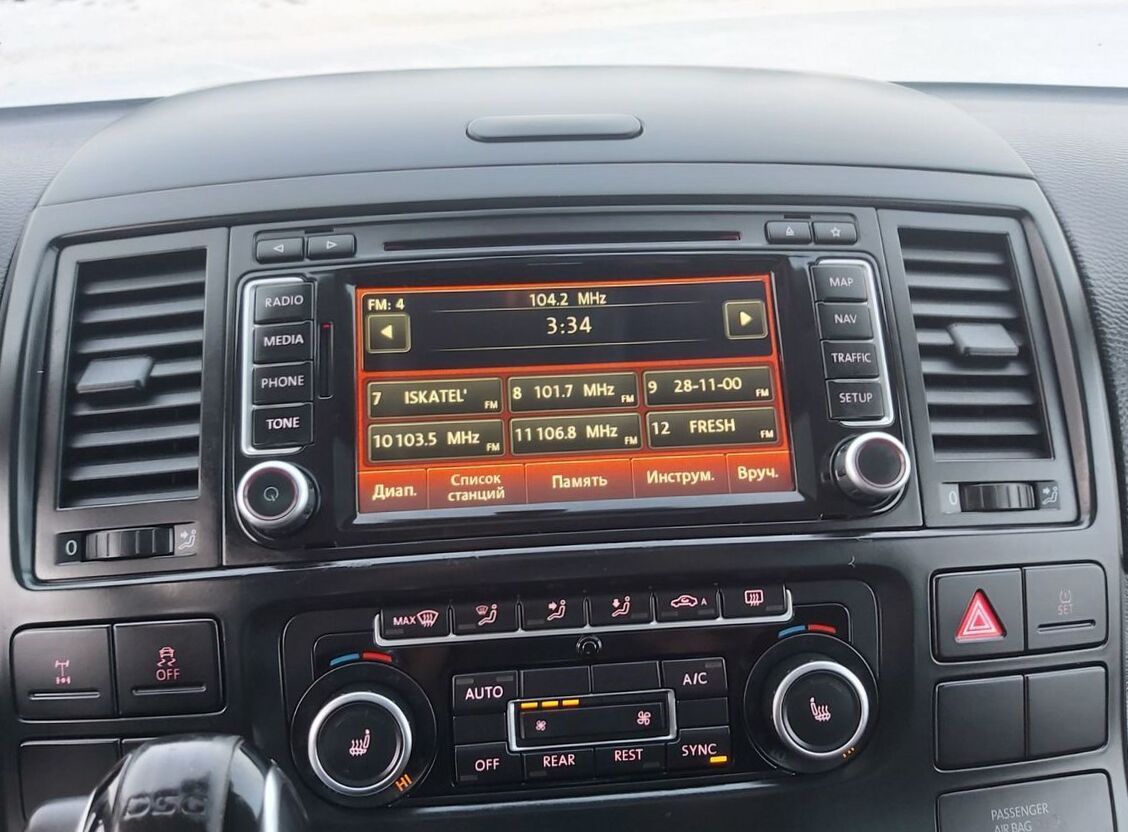 RADIO
MEDIA
PHONE
TONE
FM: 4
104.2 MHz
3:34
7 ISKATEL' FM
8 101.7 MHz FM
9 28-11-00 FM
10 103.5 MHz FM
11 106.8 MHz FM
12 FRESH FM
Диап.
Список
станций
Память
Инструм.
Вруч.
MAP
NAV
TRAFFIC
SETUP
0
0
OFF
MAX
A
SET
AUTO
A/C
OFF
REAR
REST
SYNC
HI
DSG
PASSENGER
AIRBAG